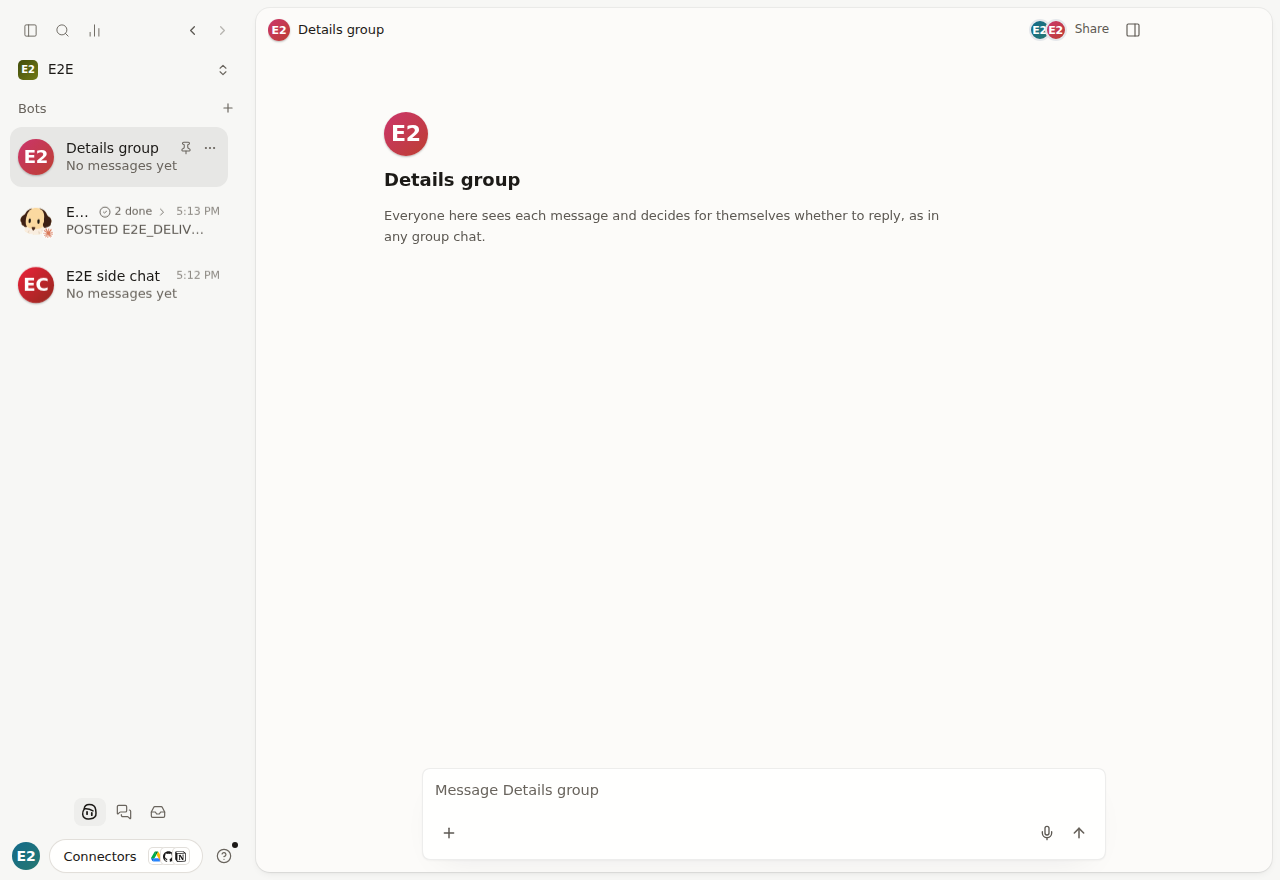 E2 E2E
Bots
E2 Details group
No messages yet
E... 2 done 5:13 PM
POSTED E2E_DELIV...
EC E2E side chat 5:12 PM
No messages yet
E2 Connectors
E2 Details group
E2 E2 Share
E2
Details group
Everyone here sees each message and decides for themselves whether to reply, as in
any group chat.
Message Details group